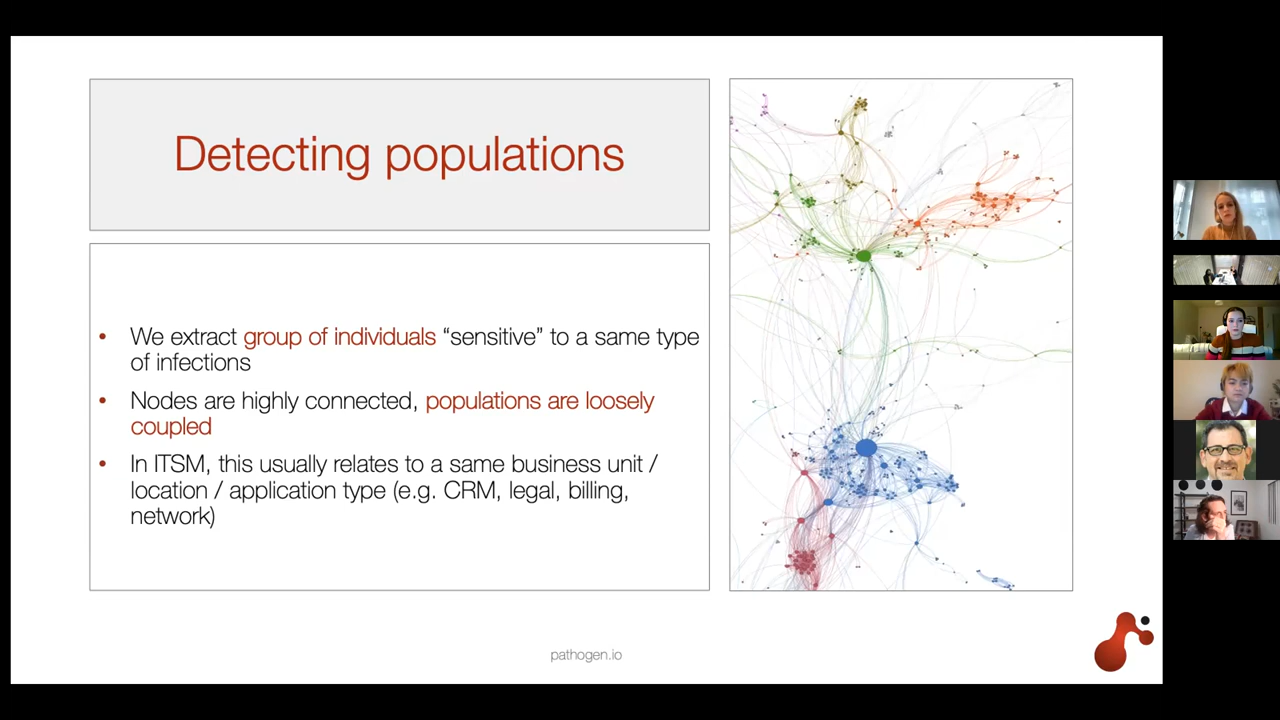 Detecting populations
• We extract group of individuals “sensitive” to a same type
of infections
• Nodes are highly connected, populations are loosely
coupled
• In ITSM, this usually relates to a same business unit /
location / application type (e.g. CRM, legal, billing,
network)
pathogen.io